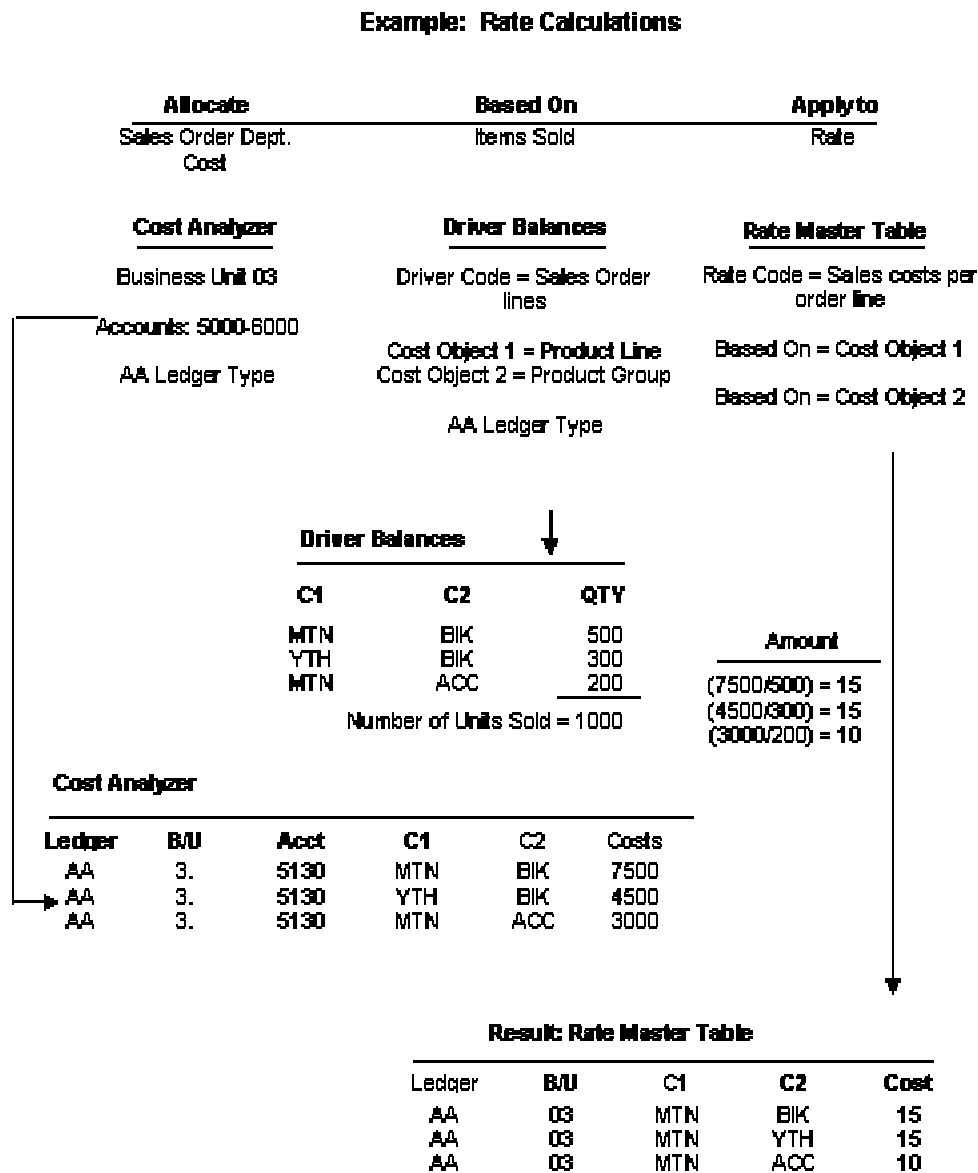 Example: Rate Calculations
Allocate Based On Apply to
Sales Order Dept. Cost
Items Sold
Rate
Cost Analyzer
Business Unit 03
Accounts: 5000-6000
AA Ledger Type
Driver Balances
Driver Code = Sales Order
lines
Cost Object 1 = Product Line
Cost Object 2 = Product Group
AA Ledger Type
Rate Master Table
Rate Code = Sales costs per
order line
Based On = Cost Object 1
Based On = Cost Object 2
Driver Balances
C1 C2 QTY
MTN BIK 500
YTH BIK 300
MTN ACC 200
Number of Units Sold = 1000
Amount
(7500/500) = 15
(4500/300) = 15
(3000/200) = 10
Cost Analyzer
Ledger B/U Acct C1 C2 Costs
AA 3. 5130 MTN BIK 7500
AA 3. 5130 YTH BIK 4500
AA 3. 5130 MTN ACC 3000
Result: Rate Master Table
Ledger B/U C1 C2 Cost
AA 03 MTN BIK 15
AA 03 MTN YTH 15
AA 03 MTN ACC 10